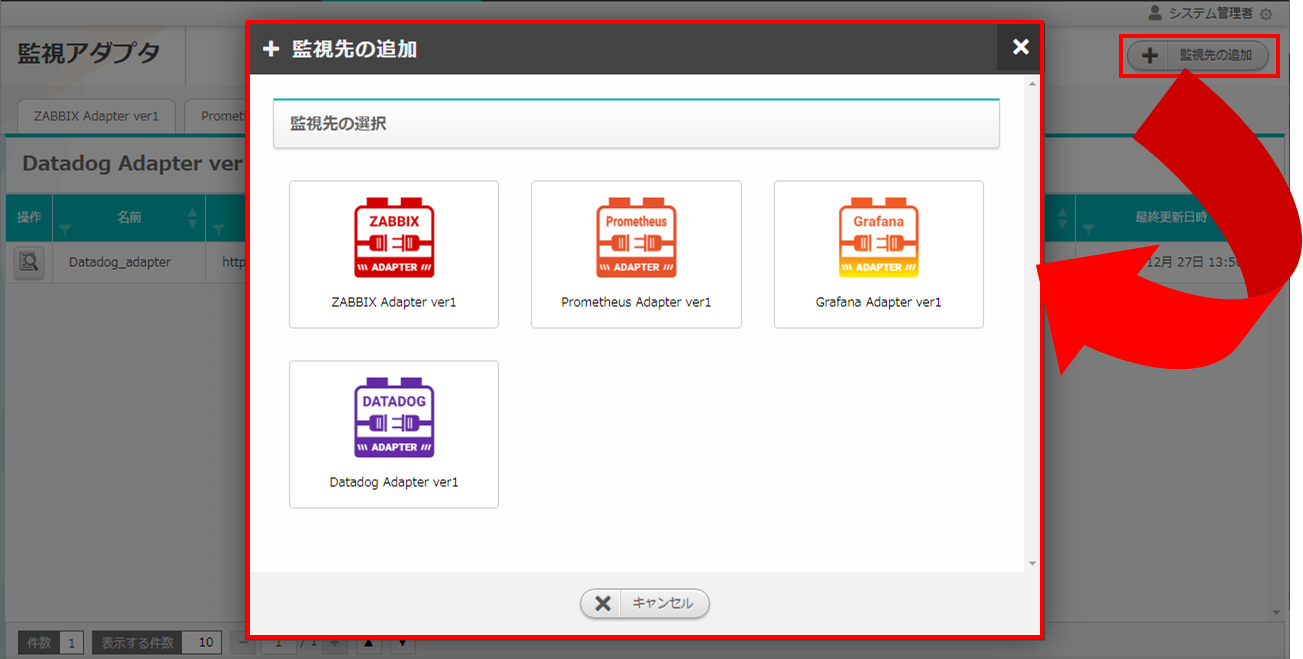 システム管理者
監視アダプタ
監視先の追加
ZABBIX Adapter ver1
Prometh
Datadog Adapter ver
操作
名前
最終更新日時
Datadog_adapter
http
12月 27日 13:50
監視先の追加
監視先の選択
ZABBIX
ADAPTER
ZABBIX Adapter ver1
Prometheus
ADAPTER
Prometheus Adapter ver1
Grafana
ADAPTER
Grafana Adapter ver1
DATADOG
ADAPTER
Datadog Adapter ver1
キャンセル
件数 1 表示する件数 10 1 / 1